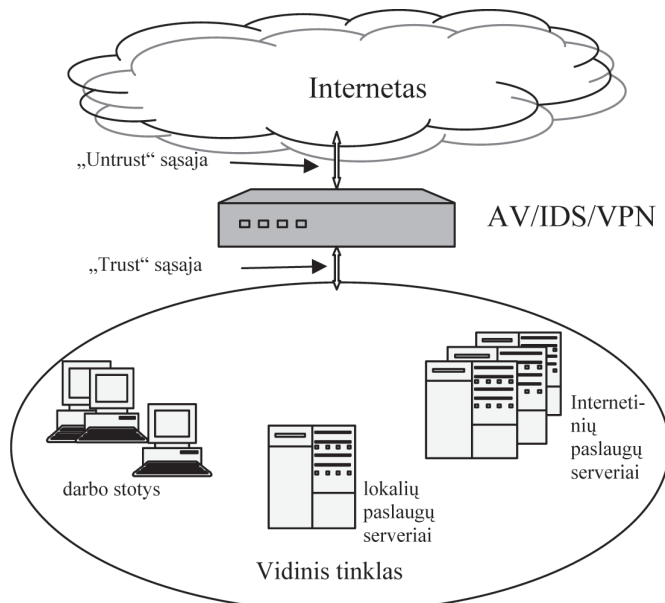 Internetas
„Untrust“ sąsaja
AV/IDS/VPN
„Trust“ sąsaja
Interneti-
nių
paslaugų
serveriai
darbo stotys
lokalių
paslaugų
serveriai
Vidinis tinklas